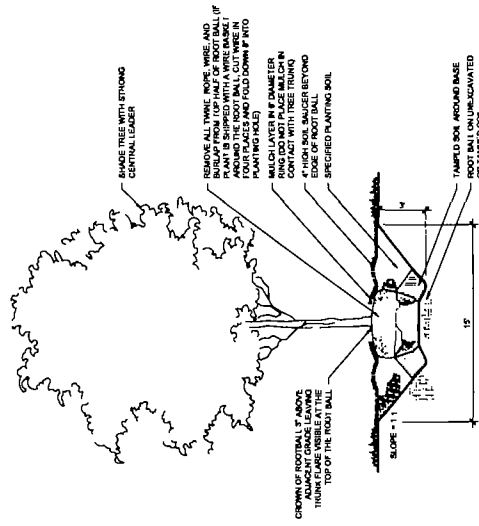 SHADE TREE WITH STRONG
CENTRAL LEADER
REMOVE ALL TWINE, ROPE, WIRE, AND
BURLAP FROM TOP HALF OF ROOT BALL (IF
PLANT IS SHIPPED WITH A WIRE BASKET
AROUND THE ROOT BALL, CUT WIRE IN
FOUR PLACES AND FOLD DOWN 8" INTO
PLANTING HOLE)
MULCH LAYER IN 8' DIAMETER
RING (DO NOT PLACE MULCH IN
CONTACT WITH TREE TRUNK)
4" HIGH SOIL SAUCER BEYOND
EDGE OF ROOT BALL
SPECIFIED PLANTING SOIL
CROWN OF ROOTBALL 3" ABOVE
ADJACENT GRADE LEAVING
TRUNK FLARE VISIBLE AT THE
TOP OF THE ROOT BALL
SLOPE = 1:1
3'
15'
TAMPED SOIL AROUND BASE
ROOT BALL ON UNEXCAVATED
OR TAMPED SOIL